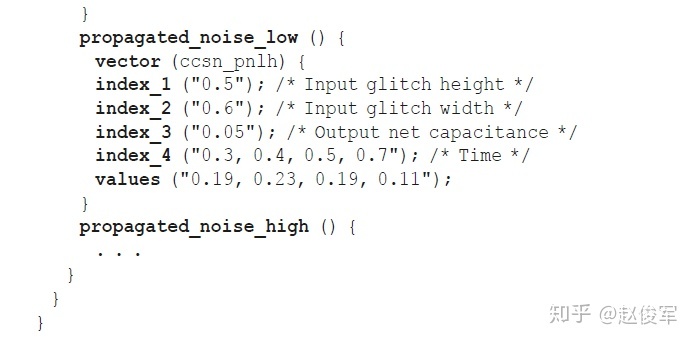 }
propagated_noise_low () {
vector (ccsn_pnlh) {
index_1 ("0.5"); /* Input glitch height */
index_2 ("0.6"); /* Input glitch width */
index_3 ("0.05"); /* Output net capacitance */
index_4 ("0.3, 0.4, 0.5, 0.7"); /* Time */
values ("0.19, 0.23, 0.19, 0.11");
}
propagated_noise_high () {
. . .
}
}
}
知乎 @赵俊军